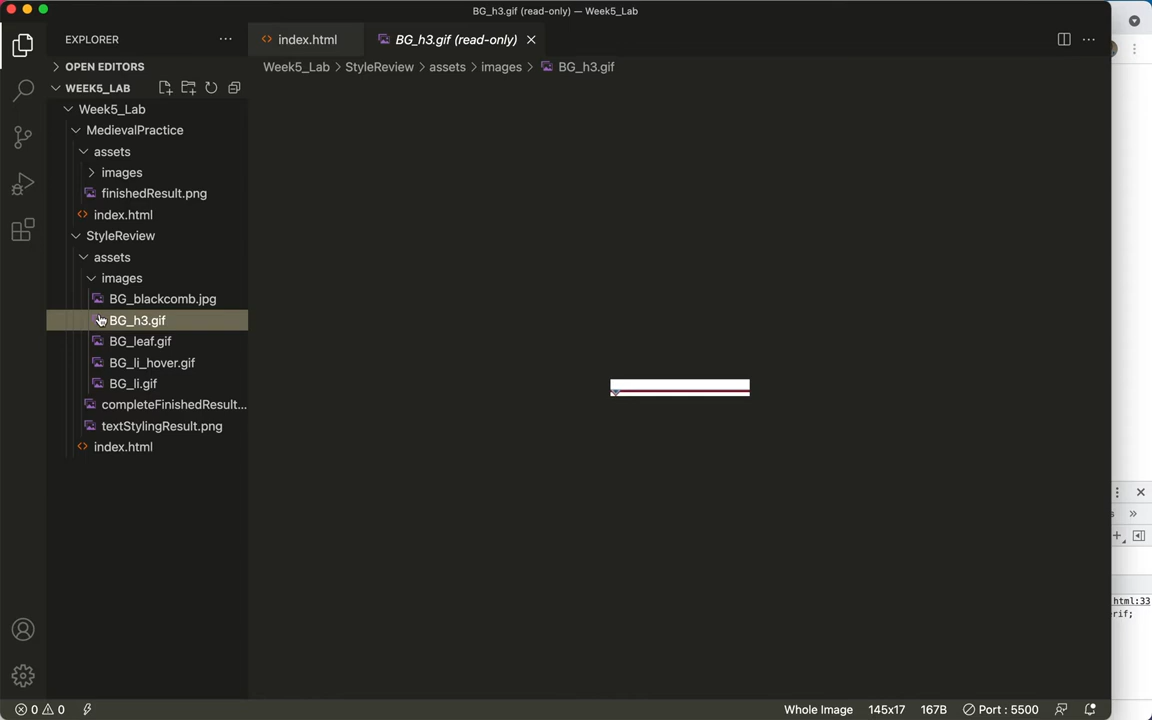 BG_h3.gif (read-only) — Week5_Lab
EXPLORER
index.html
BG_h3.gif (read-only)
OPEN EDITORS
Week5_Lab > StyleReview > assets > images > BG_h3.gif
WEEK5_LAB
Week5_Lab
MedievalPractice
assets
images
finishedResult.png
index.html
StyleReview
assets
images
BG_blackcomb.jpg
BG_h3.gif
BG_leaf.gif
BG_li_hover.gif
BG_li.gif
completeFinishedResult...
textStylingResult.png
index.html
html:33
rif;
0 0
Whole Image 145x17 167B Port : 5500